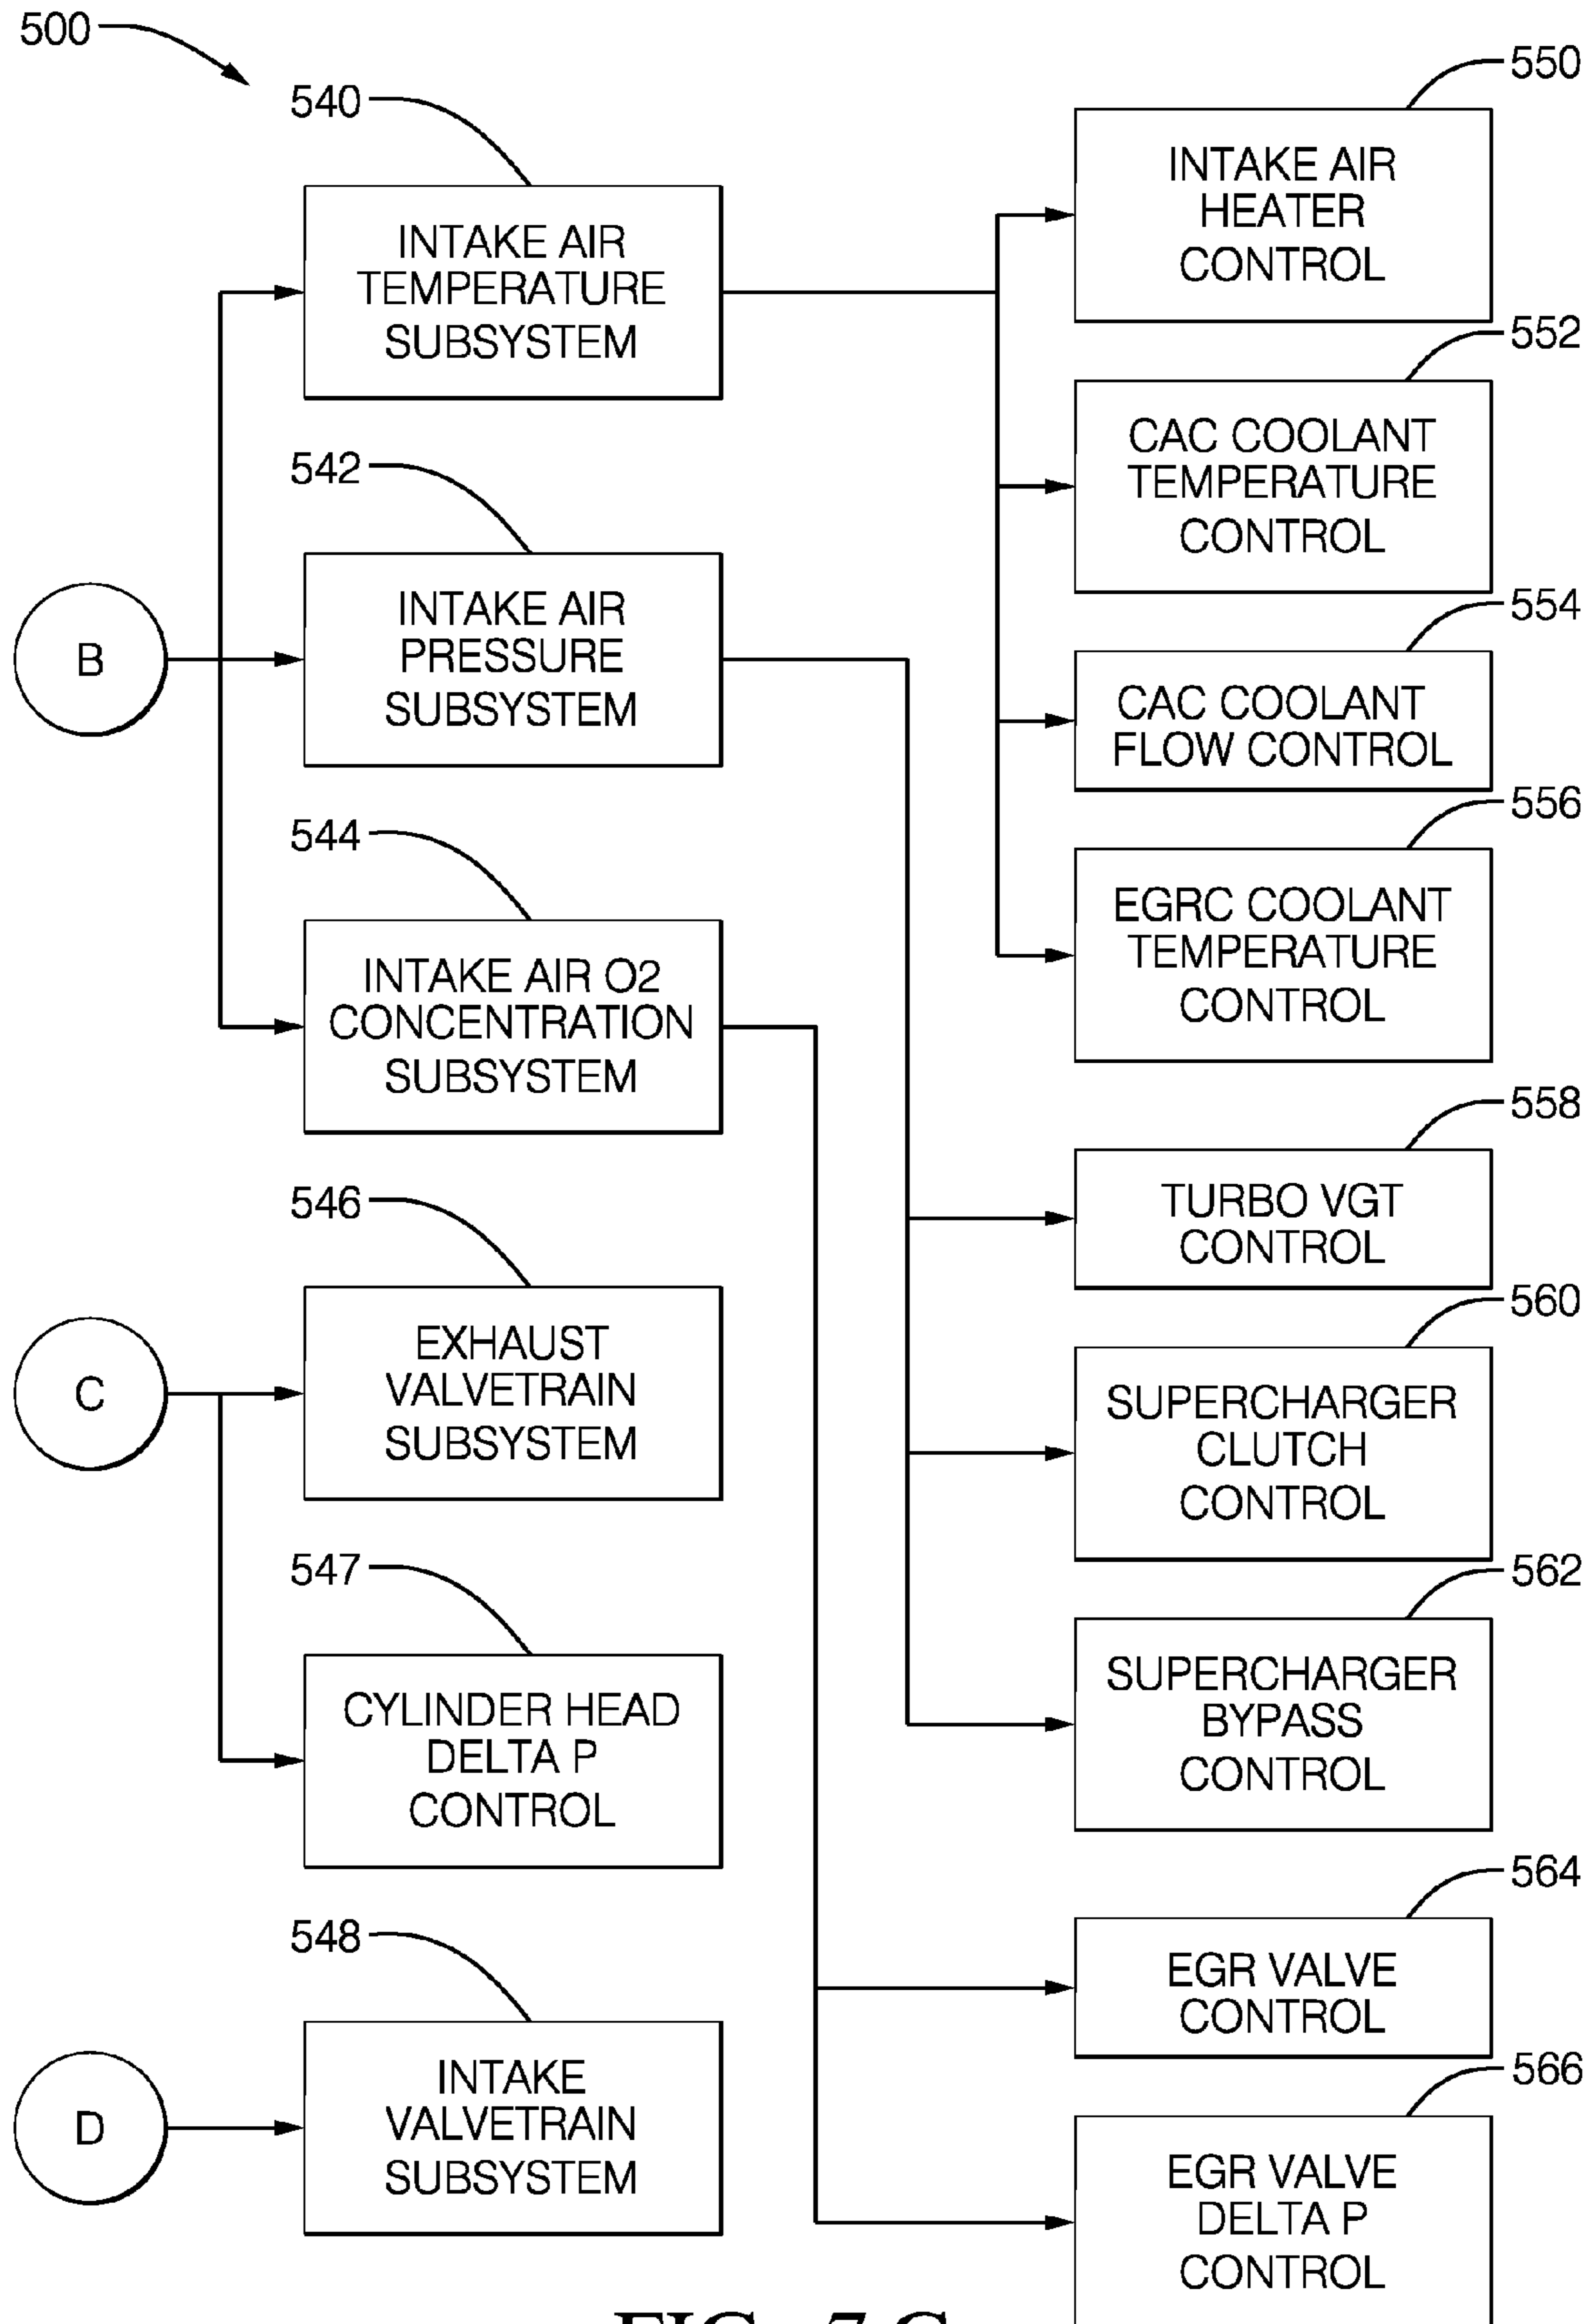 500
540
INTAKE AIR
TEMPERATURE
SUBSYSTEM
542
INTAKE AIR
PRESSURE
SUBSYSTEM
B
544
INTAKE AIR O2
CONCENTRATION
SUBSYSTEM
546
EXHAUST
VALVETRAIN
SUBSYSTEM
C
547
CYLINDER HEAD
DELTA P
CONTROL
548
INTAKE
VALVETRAIN
SUBSYSTEM
D
550
INTAKE AIR
HEATER
CONTROL
552
CAC COOLANT
TEMPERATURE
CONTROL
554
CAC COOLANT
FLOW CONTROL
556
EGRC COOLANT
TEMPERATURE
CONTROL
558
TURBO VGT
CONTROL
560
SUPERCHARGER
CLUTCH
CONTROL
562
SUPERCHARGER
BYPASS
CONTROL
564
EGR VALVE
CONTROL
566
EGR VALVE
DELTA P
CONTROL